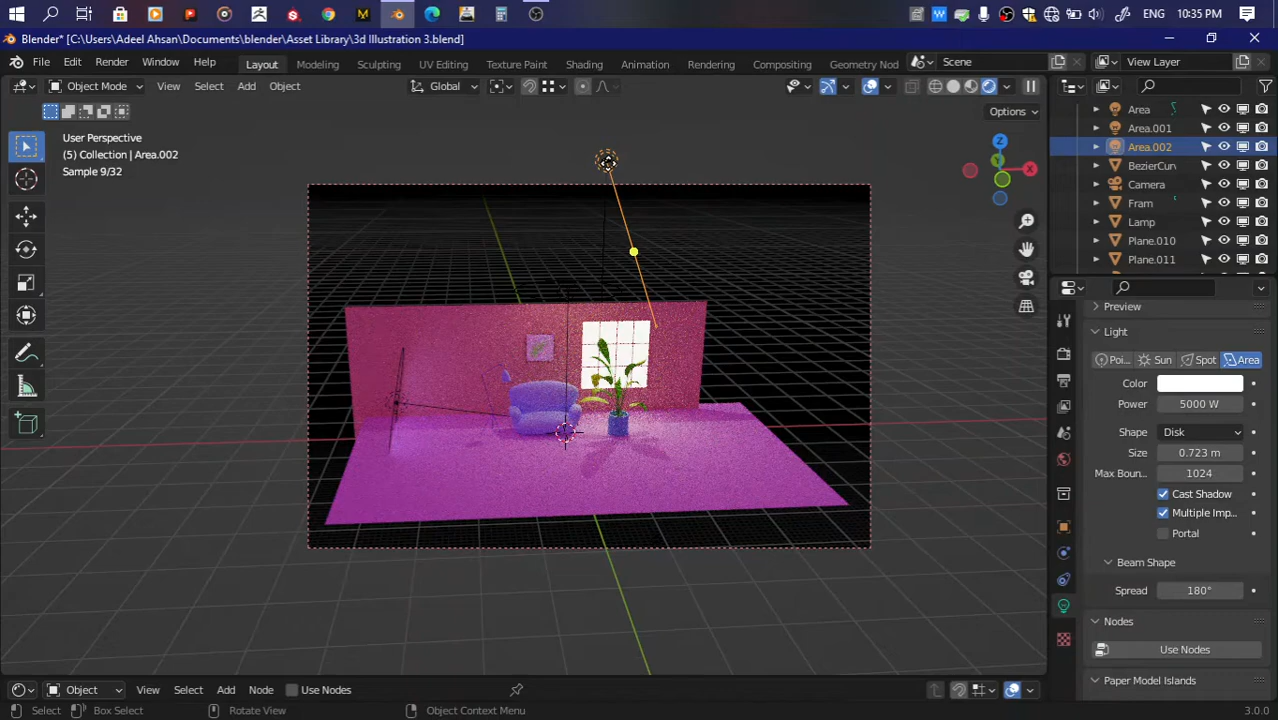 ENG 10:35 PM
Blender* [C:\Users\Adeel Ahsan\Documents\blender\Asset Library\3d Illustration 3.blend]
File Edit Render Window Help Layout Modeling Sculpting UV Editing Texture Paint Shading Animation Rendering Compositing Geometry Nod Scene View Layer
Object Mode View Select Add Object Global
Options
User Perspective
(5) Collection | Area.002
Sample 9/32
Z
X
Area
Area.001
Area.002
BezierCurv
Camera
Fram
Lamp
Plane.010
Plane.011
Preview
Light
Poi... Sun Spot Area
Color
Power 5000 W
Shape Disk
Size 0.723 m
Max Boun... 1024
Cast Shadow
Multiple Imp...
Portal
Beam Shape
Spread 180°
Nodes
Use Nodes
Paper Model Islands
Object View Select Add Node Use Nodes
Select Box Select Rotate View Object Context Menu 3.0.0